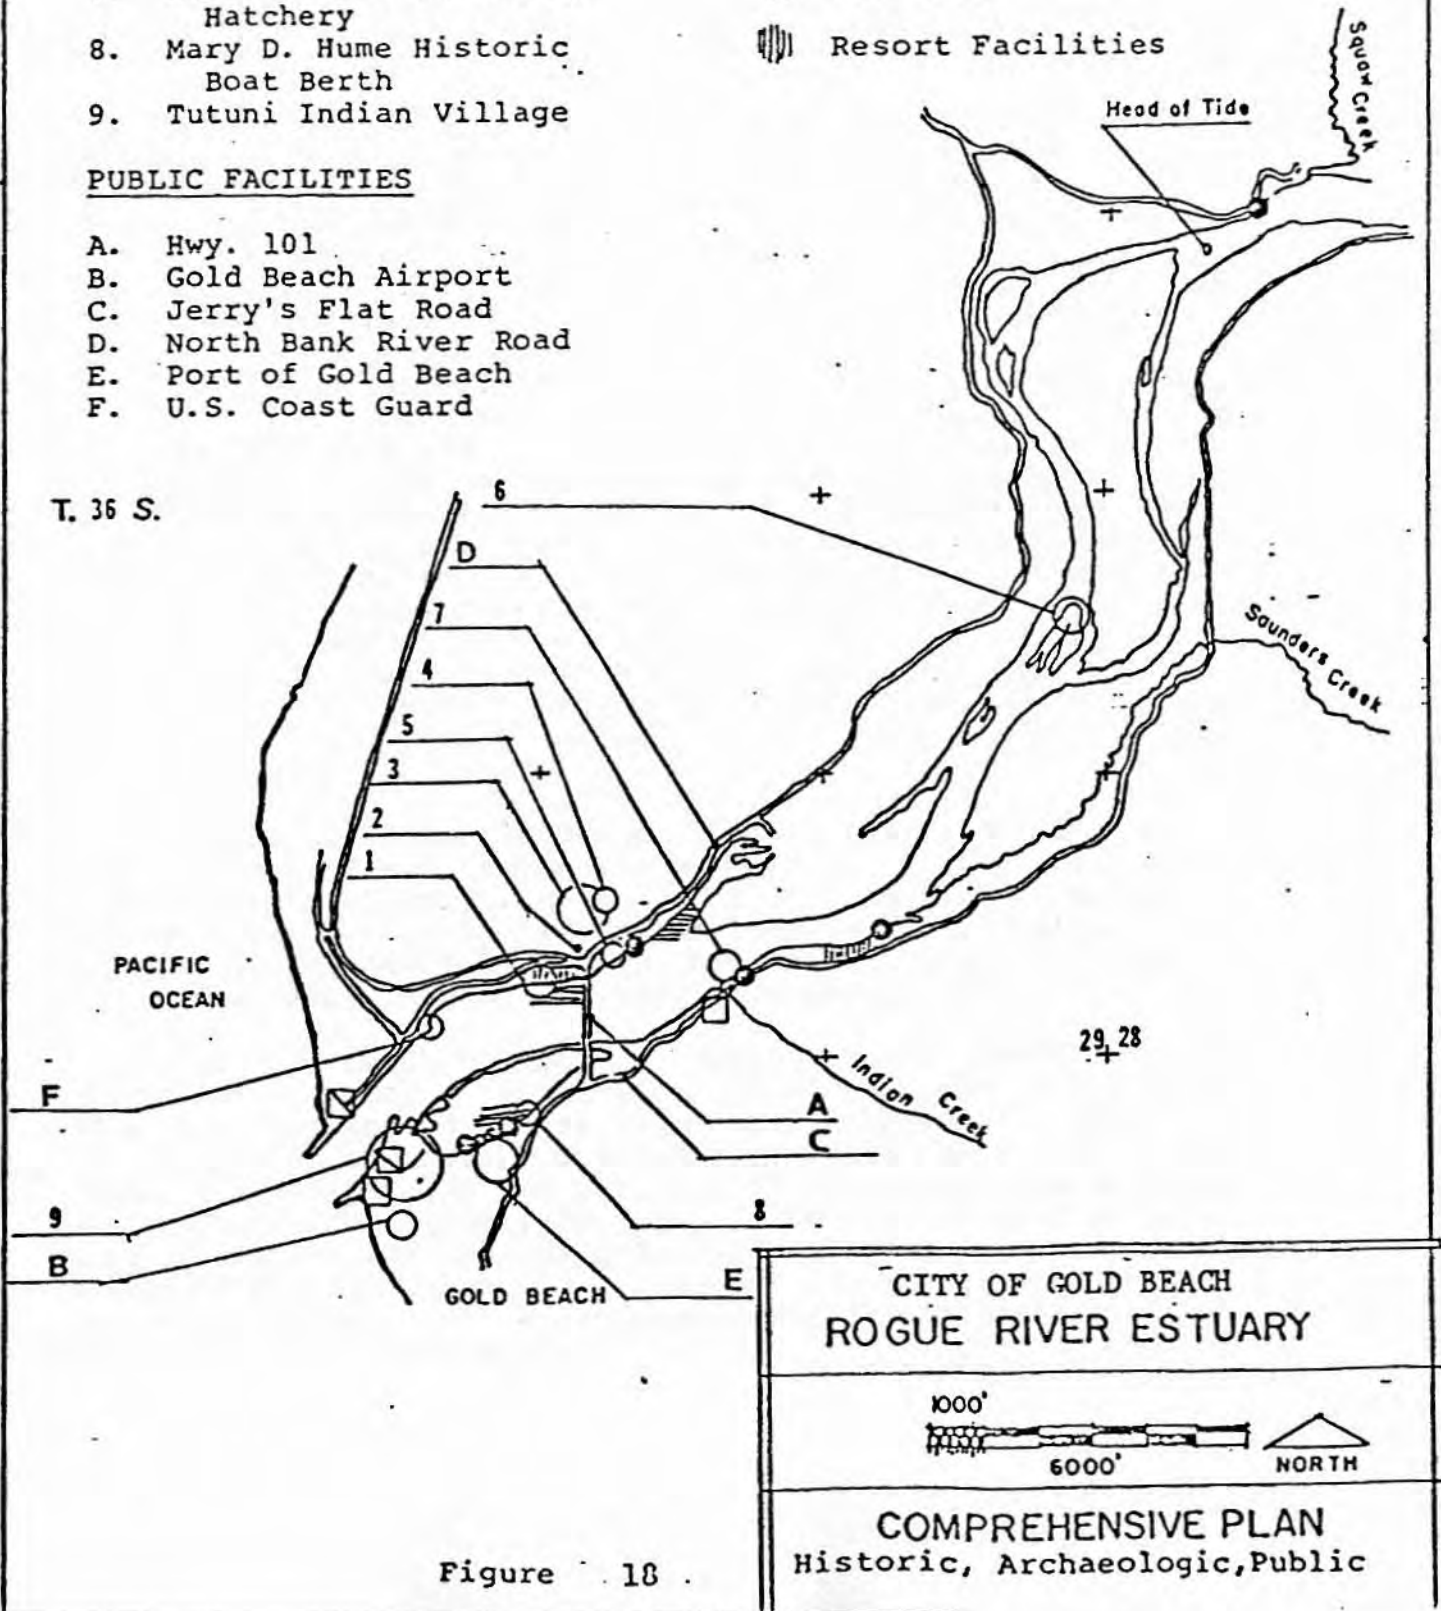 Hatchery
8. Mary D. Hume Historic
Boat Berth
9. Tutuni Indian Village
PUBLIC FACILITIES
A. Hwy. 101
B. Gold Beach Airport
C. Jerry's Flat Road
D. North Bank River Road
E. Port of Gold Beach
F. U.S. Coast Guard
Resort Facilities
Squaw Creek
Head of Tide
T. 36 S.
6
D
7
4
5
3
2
1
Saunders Creek
PACIFIC
OCEAN
29 28
Indian Creek
F
A
C
9
8
B
E
GOLD BEACH
CITY OF GOLD BEACH
ROGUE RIVER ESTUARY
1000'
6000'
NORTH
COMPREHENSIVE PLAN
Historic, Archaeologic,Public
Figure 18